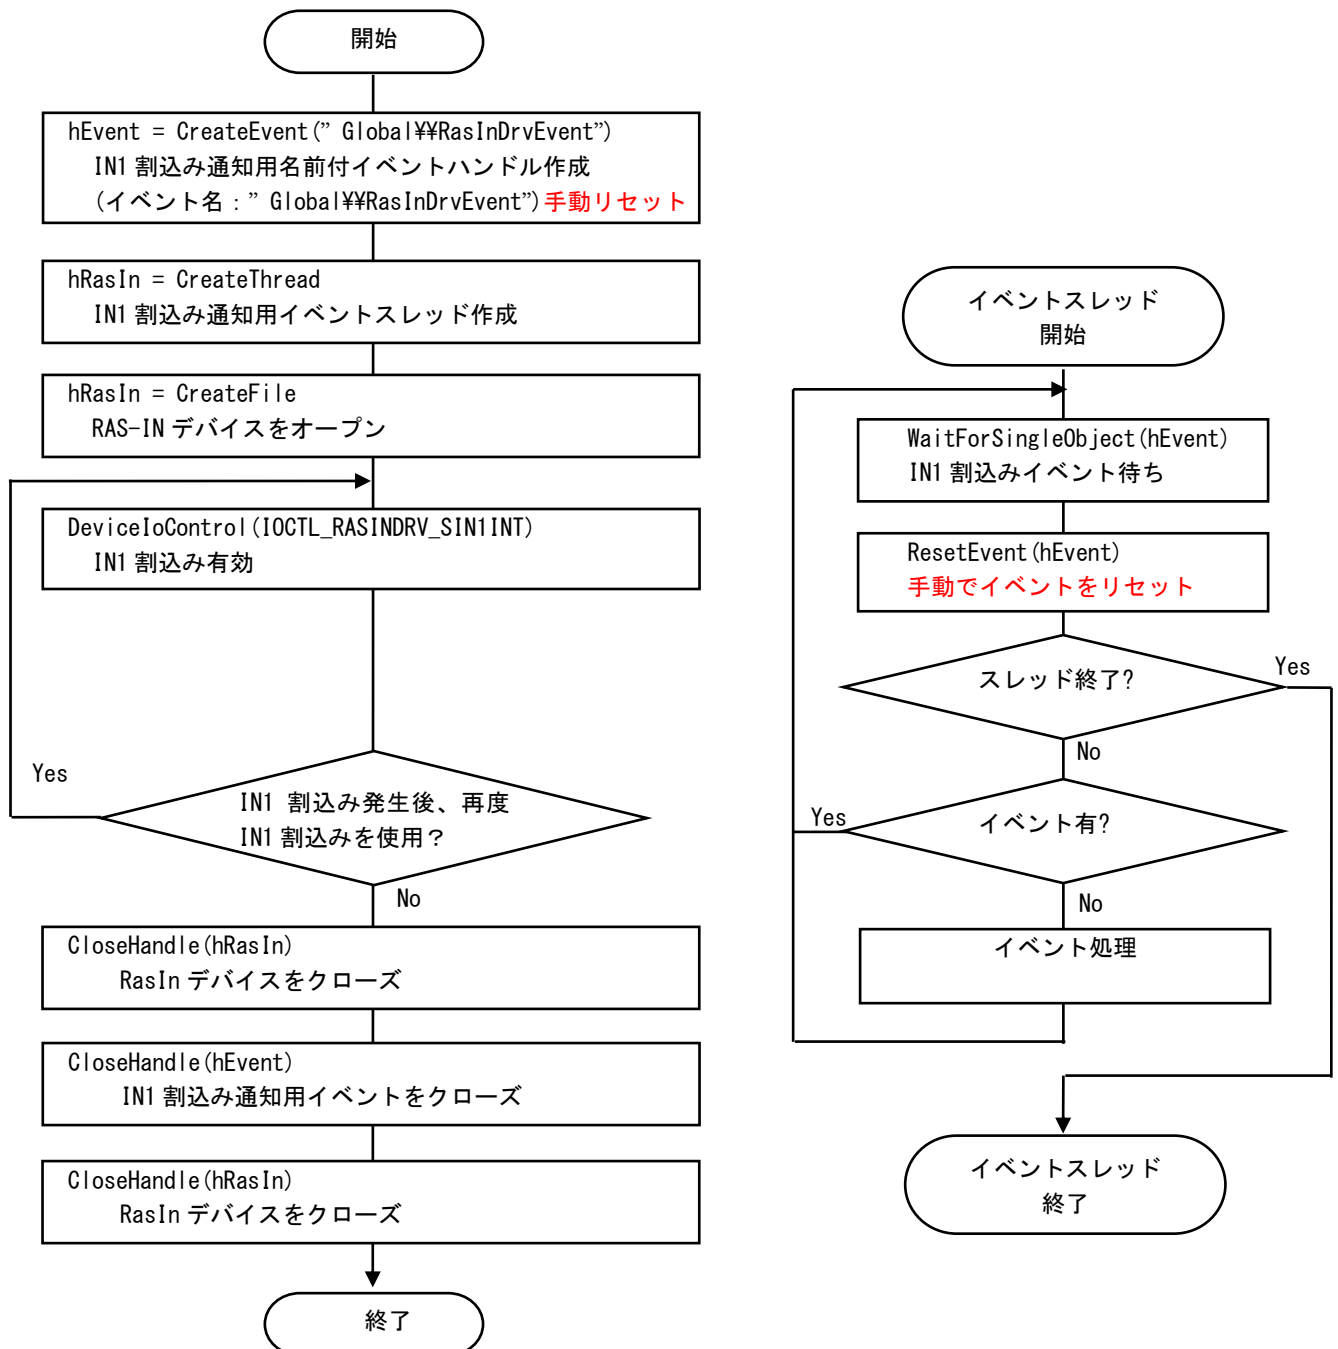 開始
hEvent = CreateEvent(” Global¥¥RasInDrvEvent”)
IN1 割込み通知用名前付イベントハンドル作成
(イベント名：” Global¥¥RasInDrvEvent”)手動リセット
hRasIn = CreateThread
IN1 割込み通知用イベントスレッド作成
hRasIn = CreateFile
RAS-IN デバイスをオープン
DeviceIoControl(IOCTL_RASINDRV_SIN1INT)
IN1 割込み有効
Yes
IN1 割込み発生後、再度
IN1 割込みを使用？
No
CloseHandle(hRasIn)
RasIn デバイスをクローズ
CloseHandle(hEvent)
IN1 割込み通知用イベントをクローズ
CloseHandle(hRasIn)
RasIn デバイスをクローズ
終了
イベントスレッド
開始
WaitForSingleObject(hEvent)
IN1 割込みイベント待ち
ResetEvent(hEvent)
手動でイベントをリセット
スレッド終了?
Yes
No
イベント有?
Yes
No
イベント処理
イベントスレッド
終了